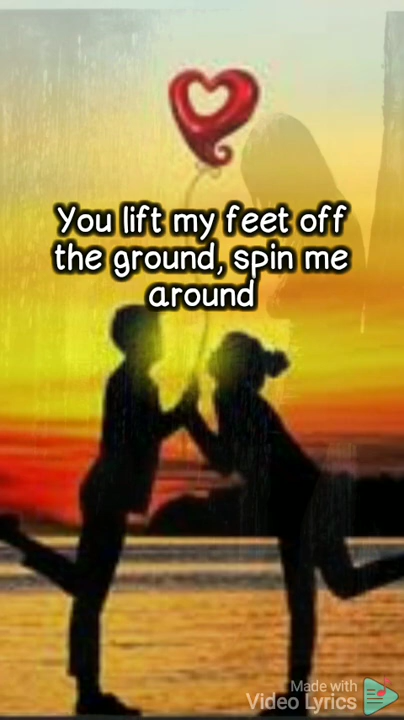 You lift my feet off
the ground, spin me
around
Made with
Video Lyrics